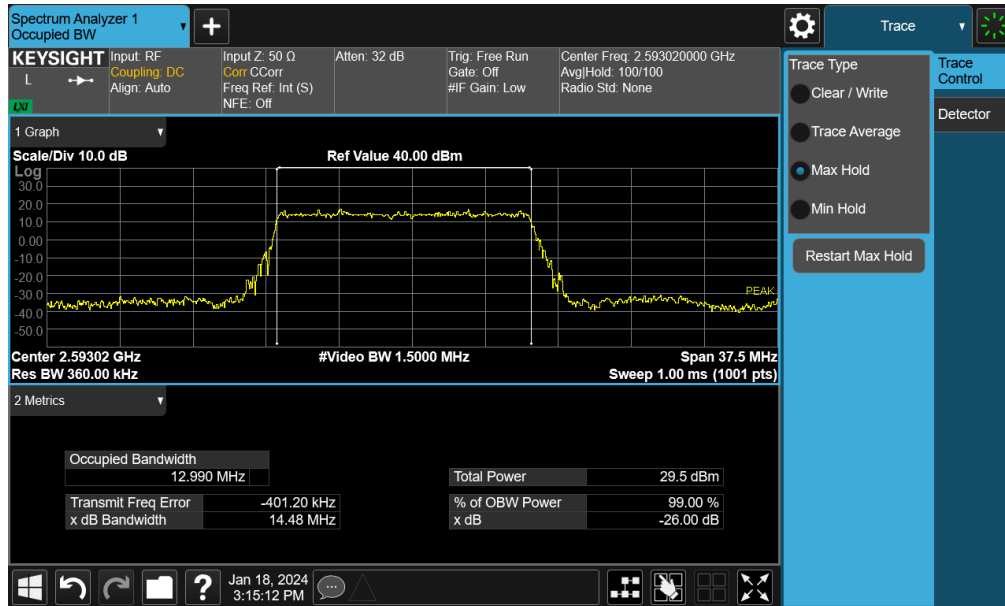 Spectrum Analyzer 1
Occupied BW
+
Trace
KEYSIGHT
L
LXI
Input: RF
Coupling: DC
Align: Auto
Input Z: 50 Ω
Corr CCorr
Freq Ref: Int (S)
NFE: Off
Atten: 32 dB
Trig: Free Run
Gate: Off
#IF Gain: Low
Center Freq: 2.593020000 GHz
Avg|Hold: 100/100
Radio Std: None
Trace Type
Clear / Write
Trace Average
Max Hold
Min Hold
Restart Max Hold
Trace
Control
Detector
1 Graph
Scale/Div 10.0 dB
Ref Value 40.00 dBm
Log
30.0
20.0
10.0
0.00
-10.0
-20.0
-30.0
-40.0
-50.0
PEAK
Center 2.59302 GHz
#Video BW 1.5000 MHz
Span 37.5 MHz
Res BW 360.00 kHz
Sweep 1.00 ms (1001 pts)
2 Metrics
Occupied Bandwidth
12.990 MHz
Total Power 29.5 dBm
Transmit Freq Error -401.20 kHz
% of OBW Power 99.00 %
x dB Bandwidth 14.48 MHz
x dB -26.00 dB
?
Jan 18, 2024
3:15:12 PM